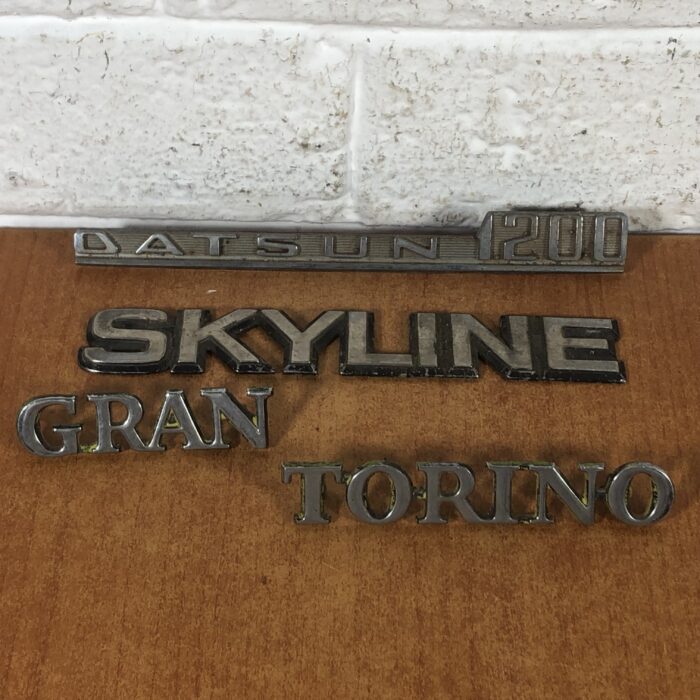 DATSUN 1200
SKYLINE
GRAN
TORINO